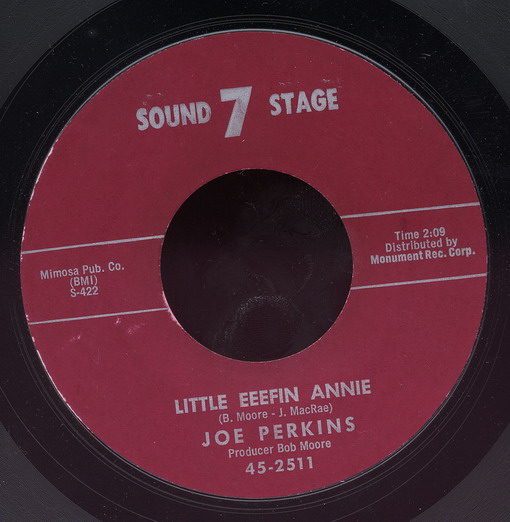 SOUND 7 STAGE
Mimosa Pub. Co.
(BMI)
S-422
Time 2:09
Distributed by
Monument Rec. Corp.
LITTLE EEEFIN ANNIE
(B. Moore - J. MacRae)
JOE PERKINS
Producer Bob Moore
45-2511